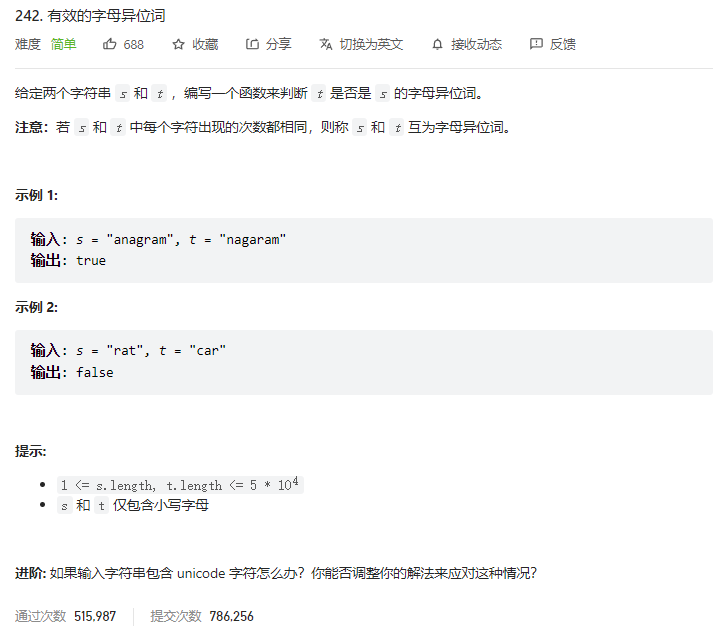 242. 有效的字母异位词
难度 简单 688 收藏 分享 切换为英文 接收动态 反馈
给定两个字符串 s 和 t ，编写一个函数来判断 t 是否是 s 的字母异位词。
注意：若 s 和 t 中每个字符出现的次数都相同，则称 s 和 t 互为字母异位词。
示例 1:
输入: s = "anagram", t = "nagaram"
输出: true
示例 2:
输入: s = "rat", t = "car"
输出: false
提示:
• 1 <= s.length, t.length <= 5 * 10⁴
• s 和 t 仅包含小写字母
进阶: 如果输入字符串包含 unicode 字符怎么办？你能否调整你的解法来应对这种情况？
通过次数 515,987 提交次数 786,256